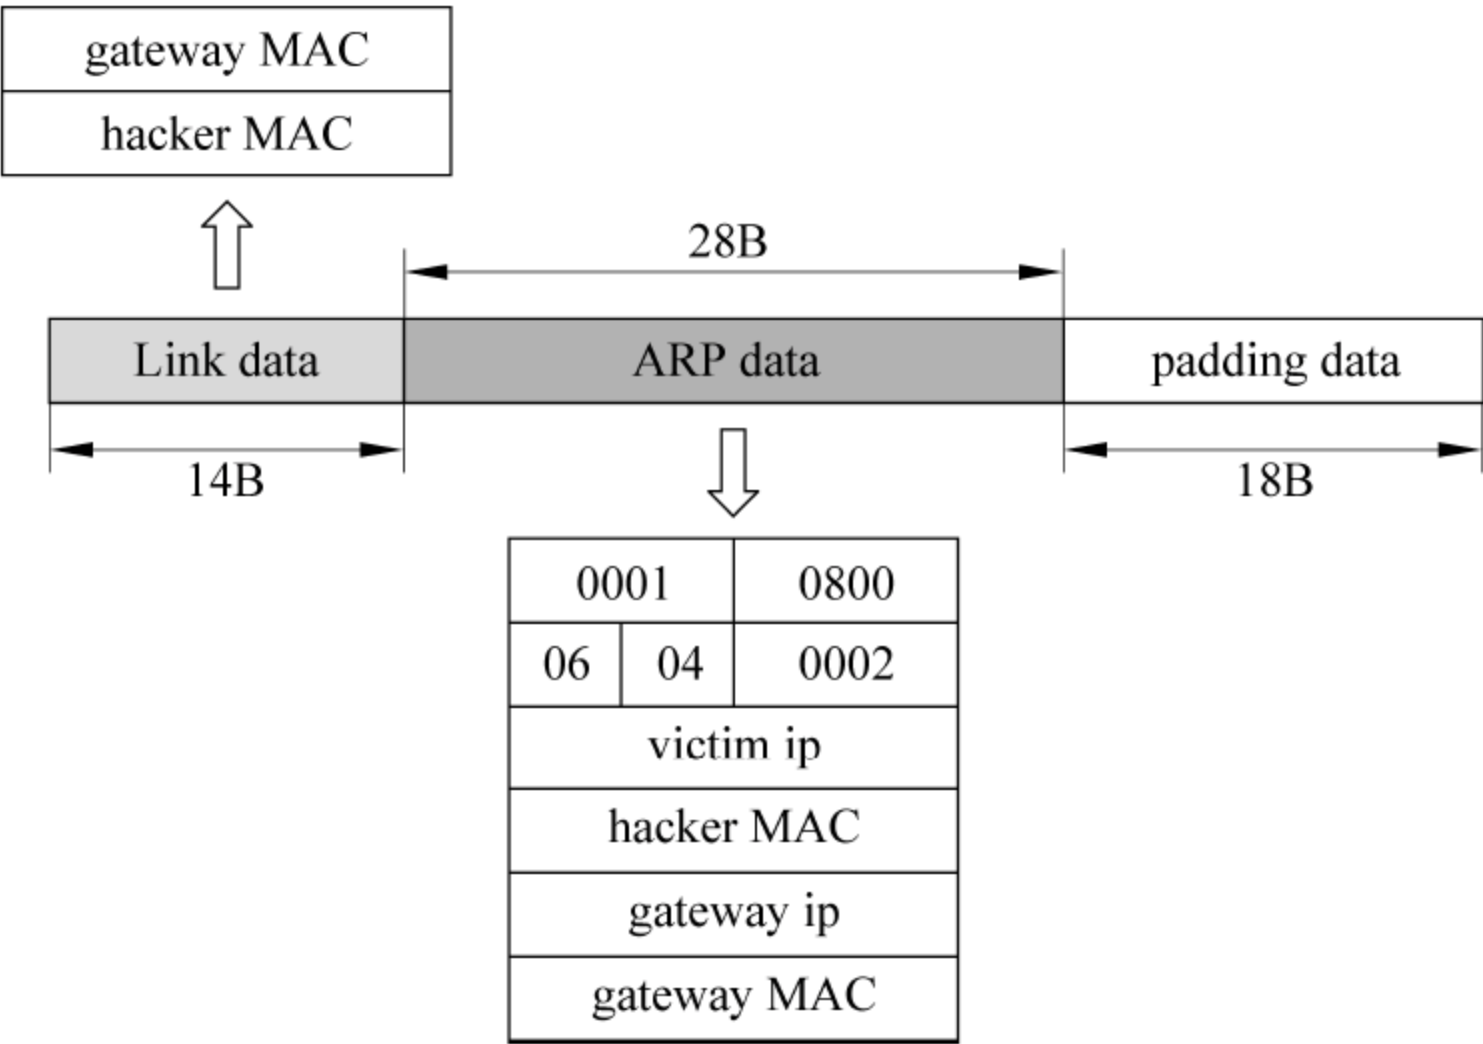 gateway MAC
hacker MAC
28B
Link data
ARP data
padding data
14B
18B
0001 0800
06 04 0002
victim ip
hacker MAC
gateway ip
gateway MAC